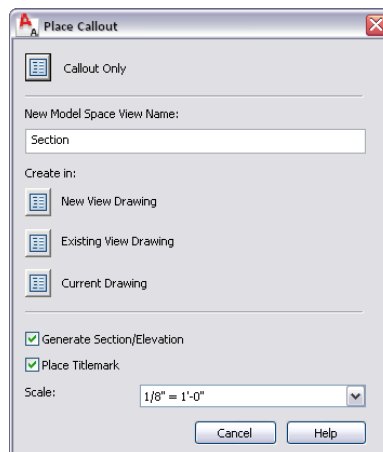 Place Callout
Callout Only
New Model Space View Name:
Section
Create in:
New View Drawing
Existing View Drawing
Current Drawing
Generate Section/Elevation
Place Titlemark
Scale: 1/8" = 1'-0"
Cancel Help